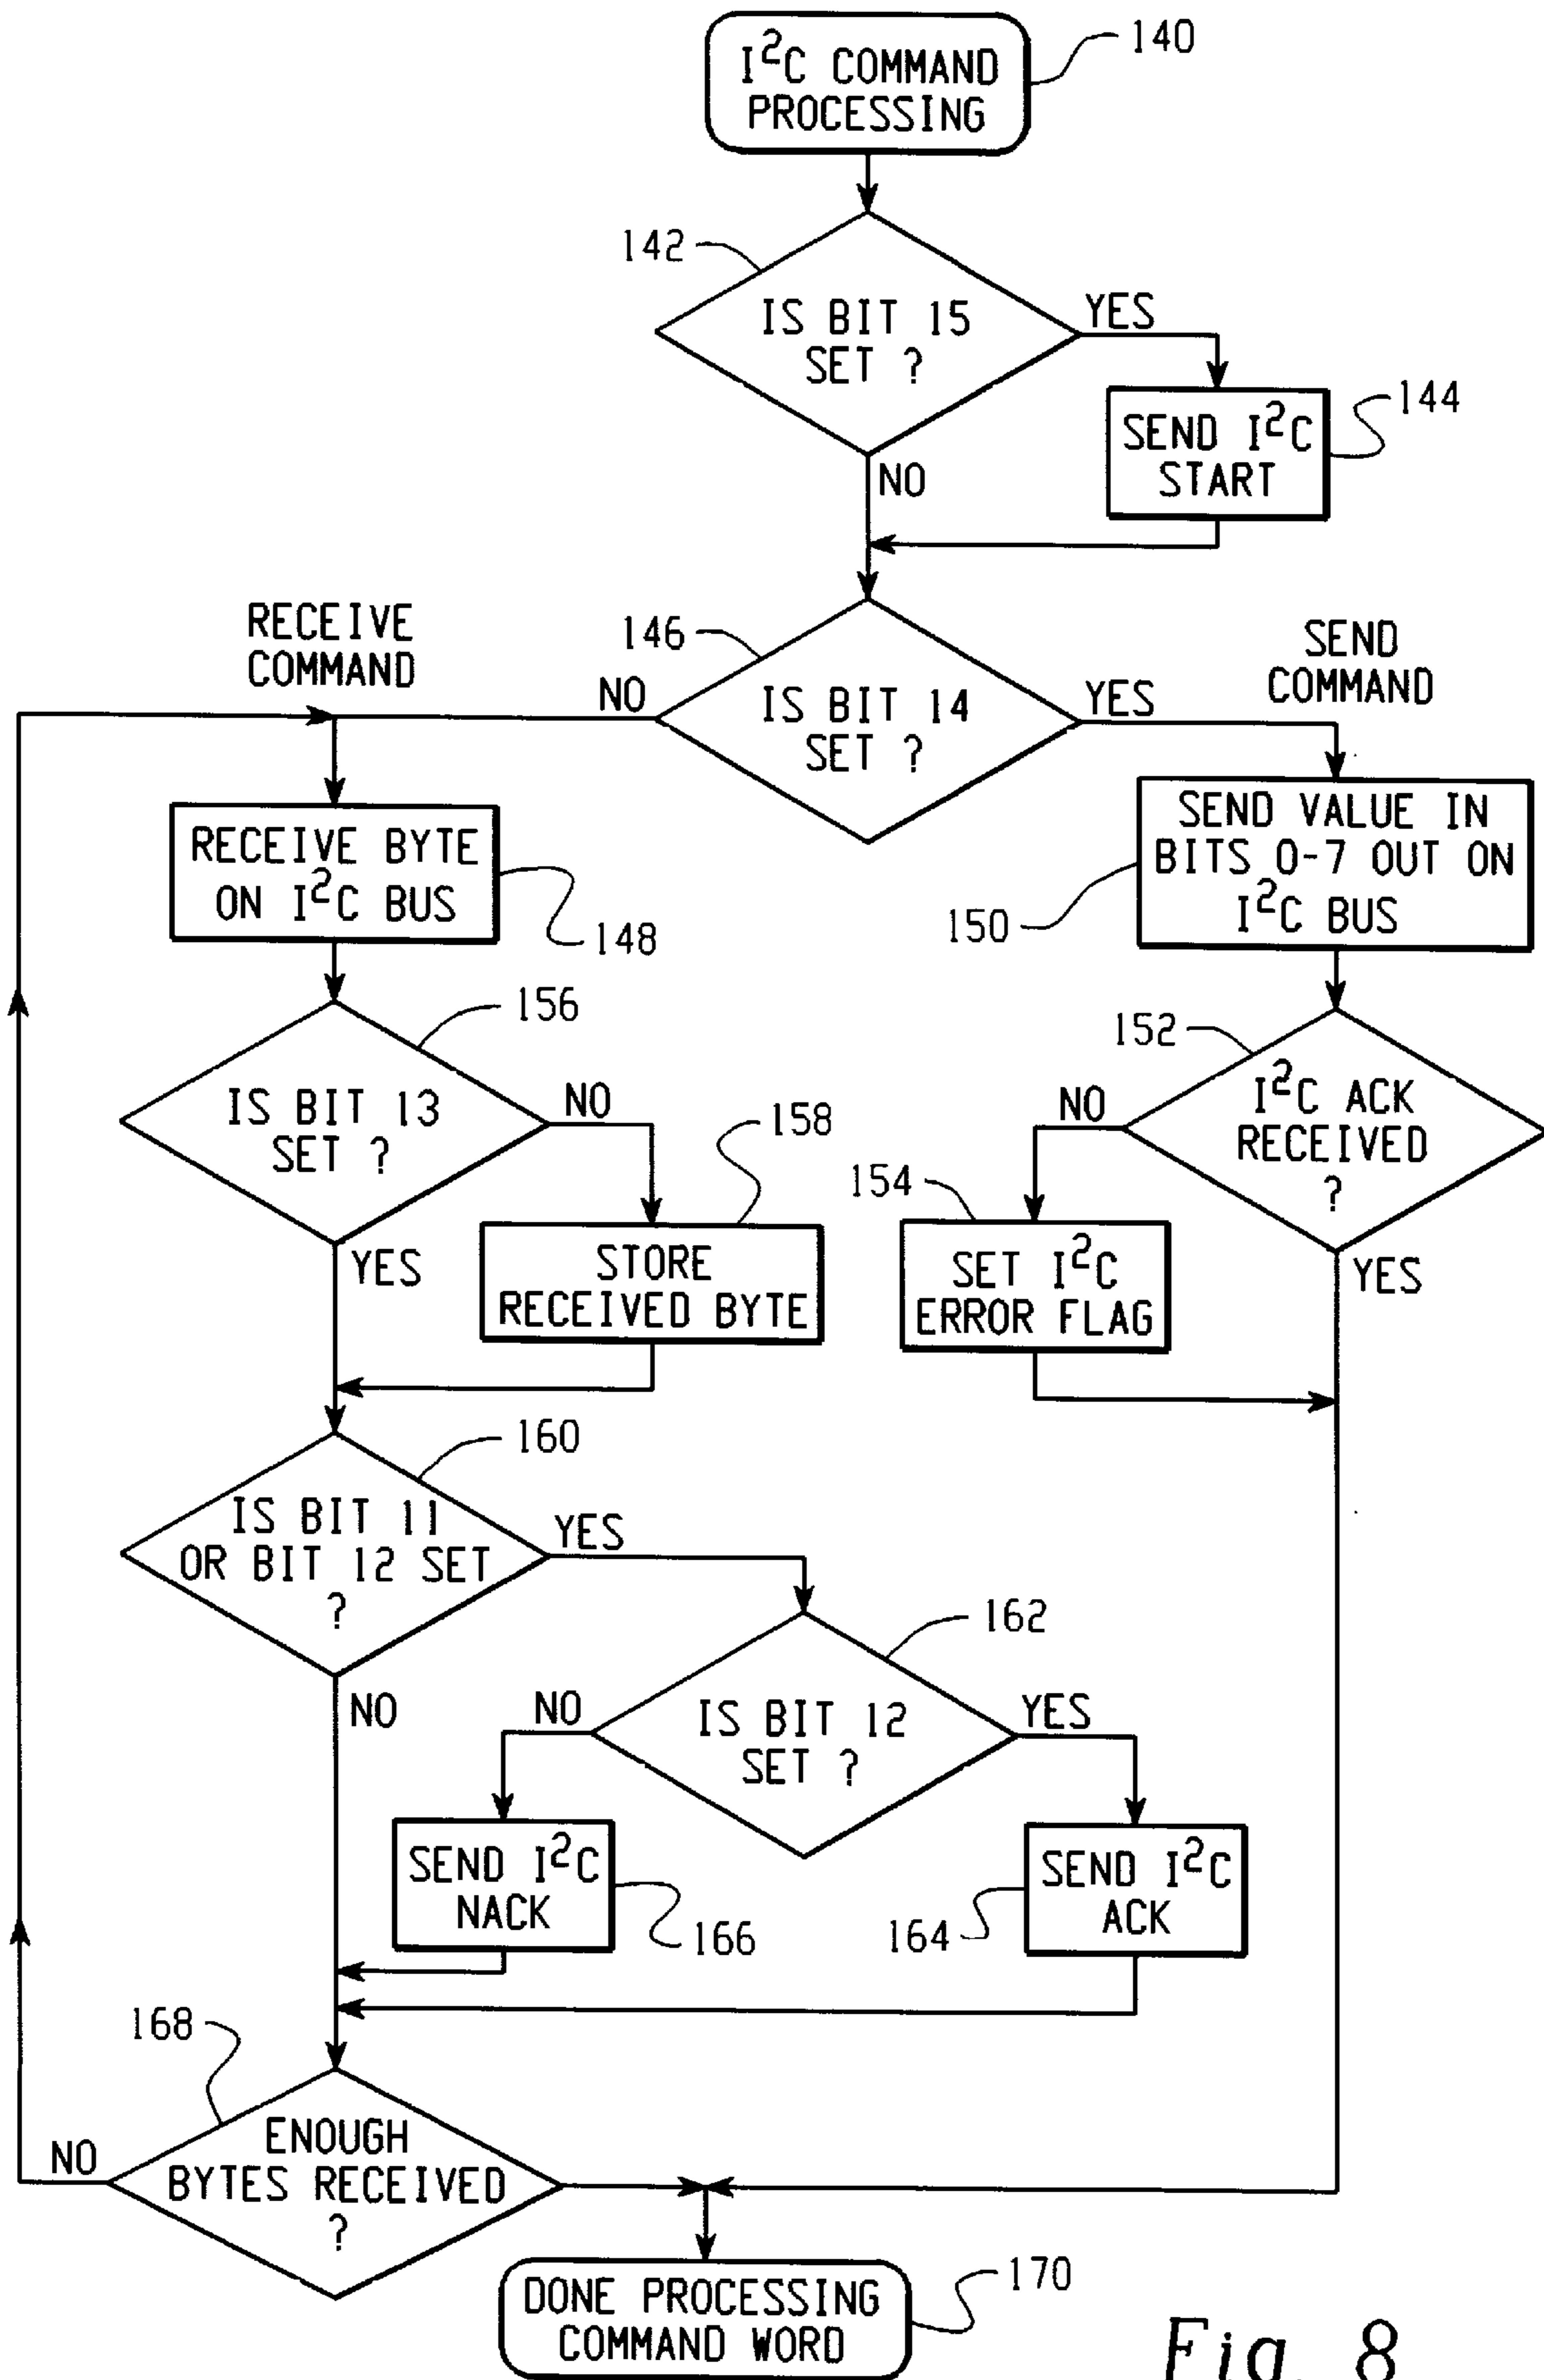 I²C COMMAND
PROCESSING
140
142
IS BIT 15
SET ?
YES
NO
SEND I²C
START
144
RECEIVE
COMMAND
146
NO
IS BIT 14
SET ?
YES
SEND
COMMAND
RECEIVE BYTE
ON I²C BUS
148
SEND VALUE IN
BITS 0-7 OUT ON
I²C BUS
150
156
IS BIT 13
SET ?
NO
YES
158
STORE
RECEIVED BYTE
152
I²C ACK
RECEIVED
?
NO
YES
154
SET I²C
ERROR FLAG
160
IS BIT 11
OR BIT 12 SET
?
YES
NO
162
IS BIT 12
SET ?
NO
YES
SEND I²C
NACK
166
SEND I²C
ACK
164
168
ENOUGH
BYTES RECEIVED
?
NO
DONE PROCESSING
COMMAND WORD
170
Fig. 8